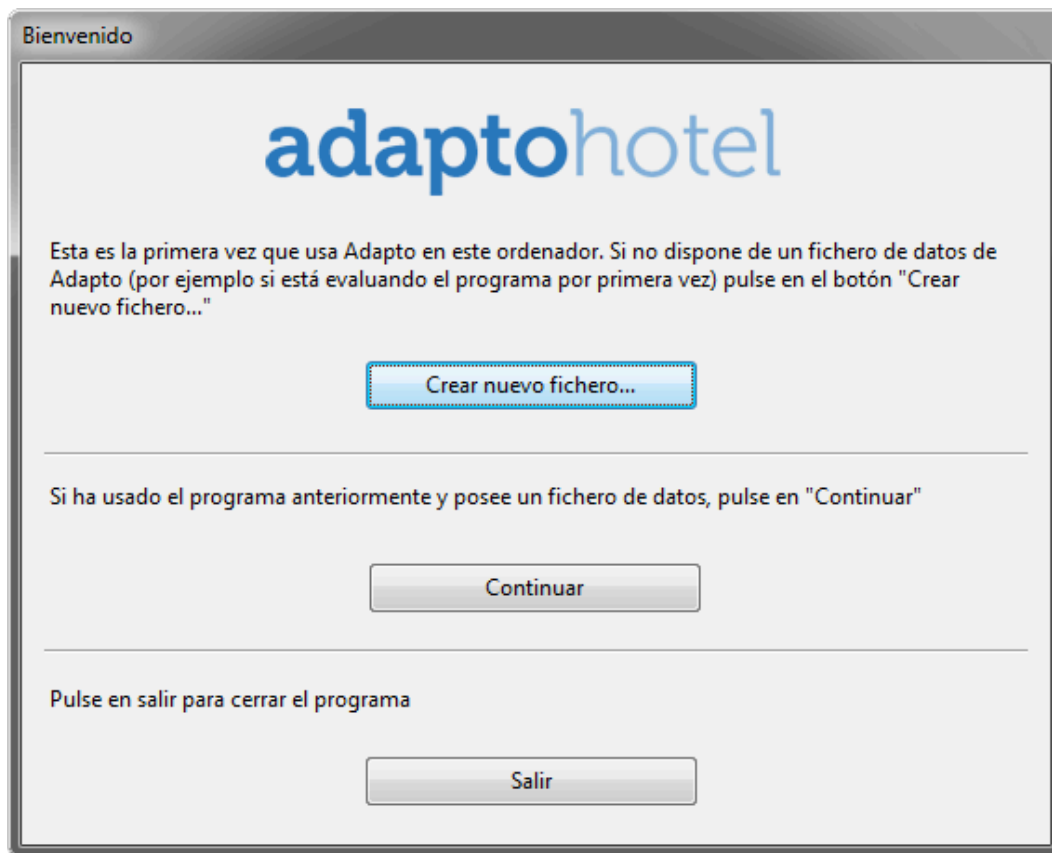 Bienvenido
adaptohotel
Esta es la primera vez que usa Adapto en este ordenador. Si no dispone de un fichero de datos de
Adapto (por ejemplo si está evaluando el programa por primera vez) pulse en el botón "Crear
nuevo fichero..."
Crear nuevo fichero...
Si ha usado el programa anteriormente y posee un fichero de datos, pulse en "Continuar"
Continuar
Pulse en salir para cerrar el programa
Salir